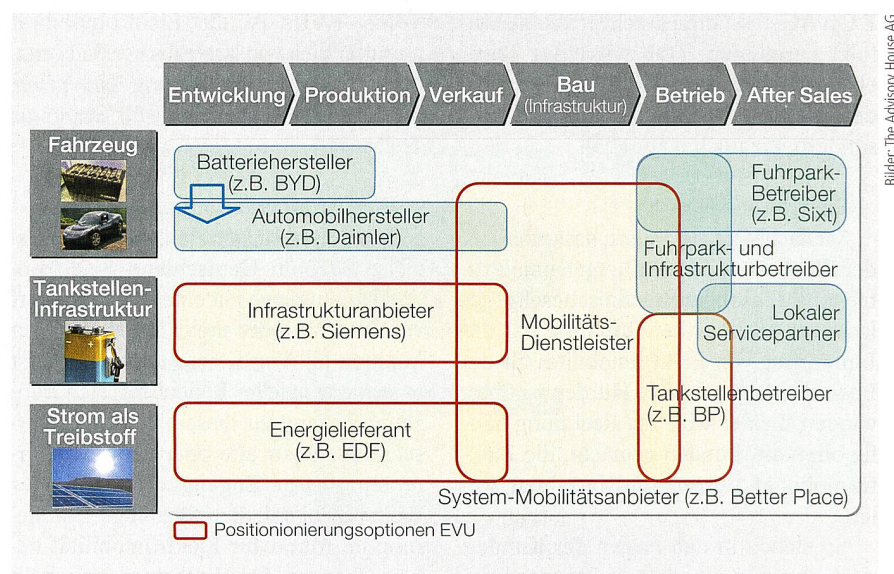 Entwicklung
Produktion
Verkauf
Bau
(Infrastruktur)
Betrieb
After Sales
Fahrzeug
Batteriehersteller
(z.B. BYD)
Automobilhersteller
(z.B. Daimler)
Fuhrpark-
Betreiber
(z.B. Sixt)
Fuhrpark- und
Infrastrukturbetreiber
Tankstellen-
Infrastruktur
Infrastrukturanbieter
(z.B. Siemens)
Mobilitäts-
Dienstleister
Lokaler
Servicepartner
Strom als
Treibstoff
Energielieferant
(z.B. EDF)
Tankstellenbetreiber
(z.B. BP)
System-Mobilitätsanbieter (z.B. Better Place)
Positionionierungsoptionen EVU
Bilder: The Advisory House AG